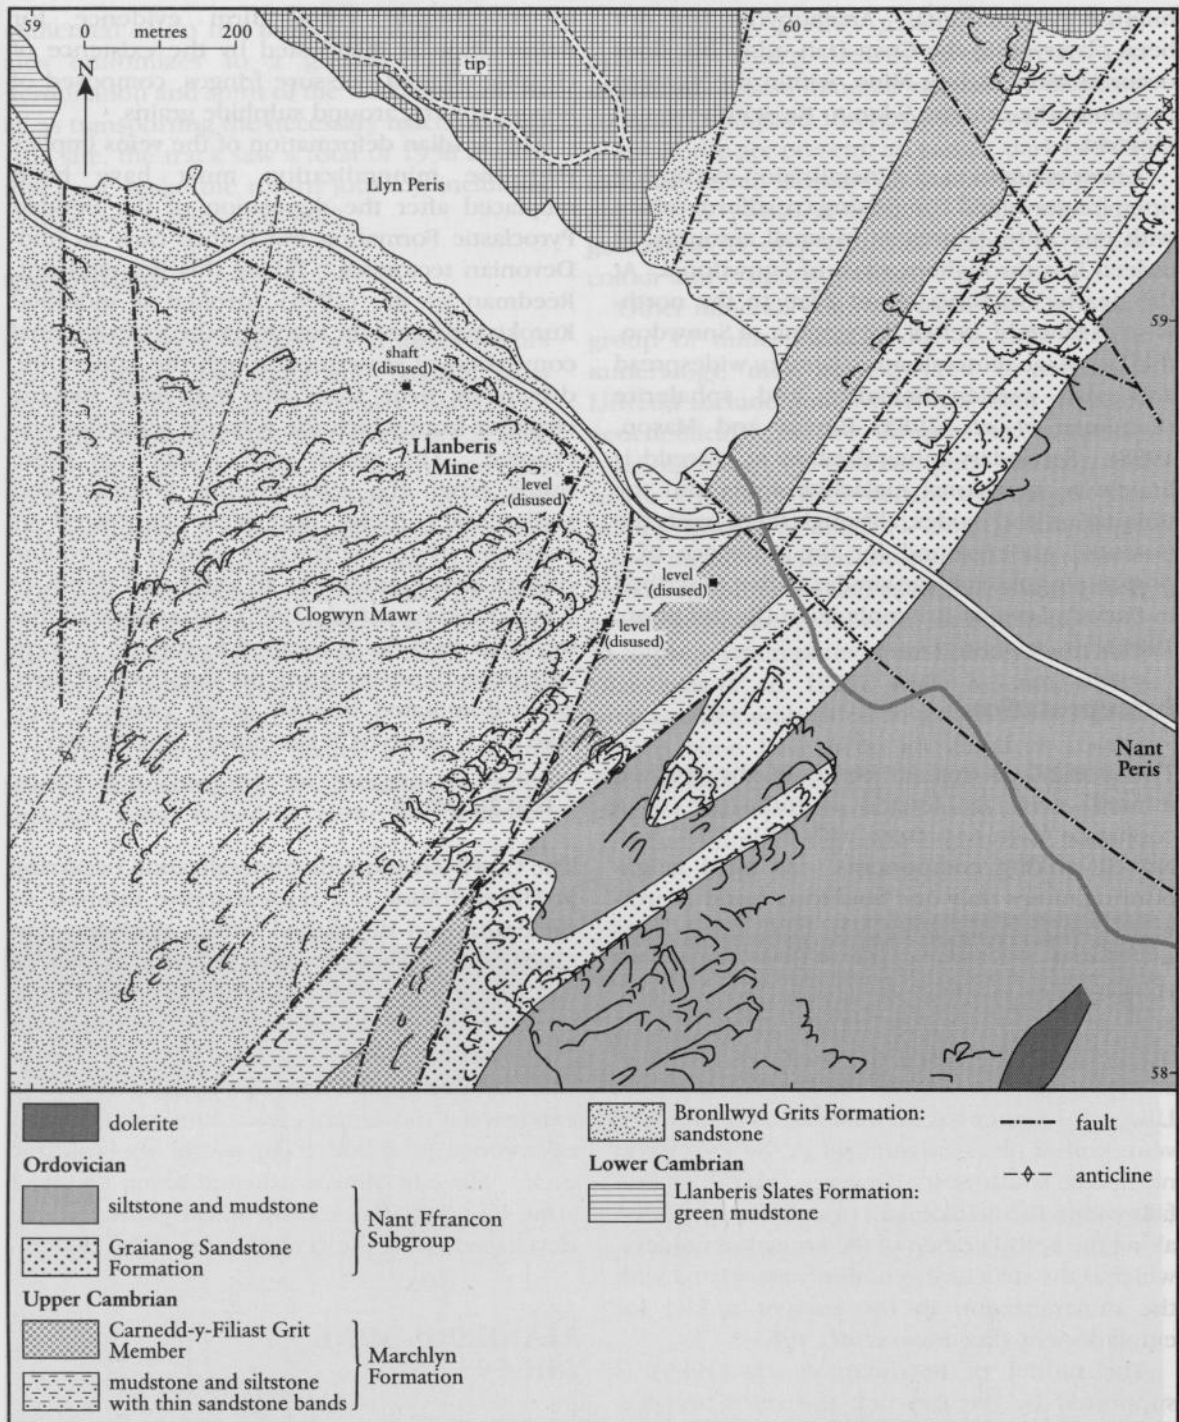 59
0 metres 200
N
60
tip
Llyn Peris
59
shaft
(disused)
Llanberis
Mine
level
(disused)
level
(disused)
Clogwyn Mawr
level
(disused)
Nant
Peris
58
dolerite
Ordovician
siltstone and mudstone
Graianog Sandstone
Formation
Nant Ffrancon
Subgroup
Upper Cambrian
Carnedd-y-Filiast Grit
Member
mudstone and siltstone
with thin sandstone bands
Marchlyn
Formation
Bronllwyd Grits Formation:
sandstone
Lower Cambrian
Llanberis Slates Formation:
green mudstone
fault
anticline